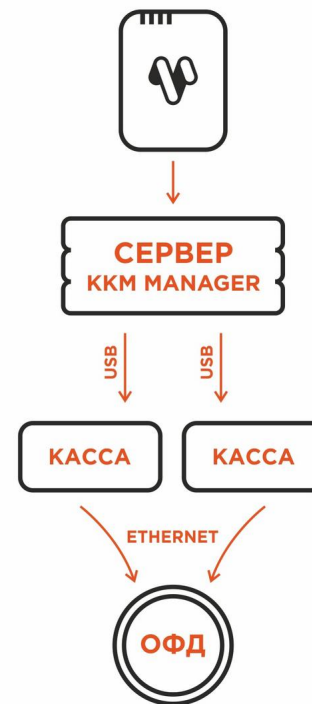 СЕРВЕР
KKM MANAGER
USB
USB
КАССА
КАССА
ETHERNET
ОФД